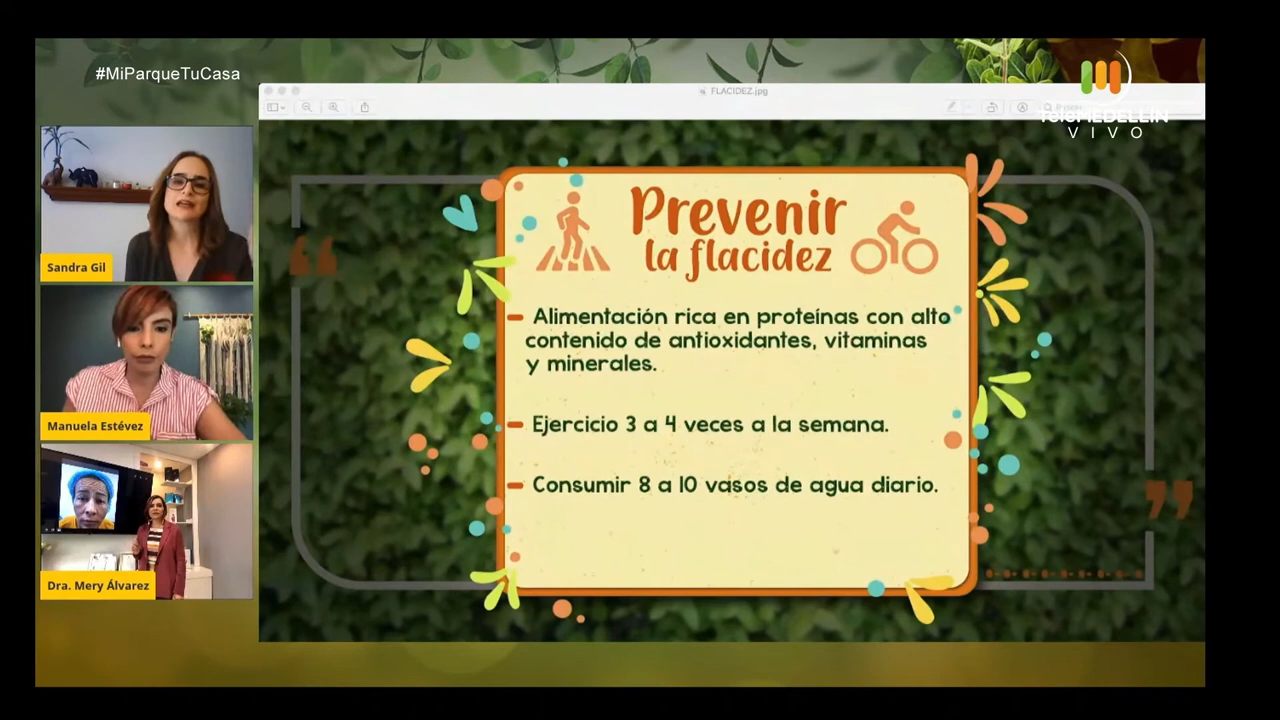 #MiParqueTuCasa
FLACIDEZ.jpg
TeleMEDELLÍN
VIVO
Sandra Gil
Manuela Estévez
Dra. Mery Álvarez
Prevenir
la flacidez
Alimentación rica en proteínas con alto
contenido de antioxidantes, vitaminas
y minerales.
Ejercicio 3 a 4 veces a la semana.
Consumir 8 a 10 vasos de agua diario.